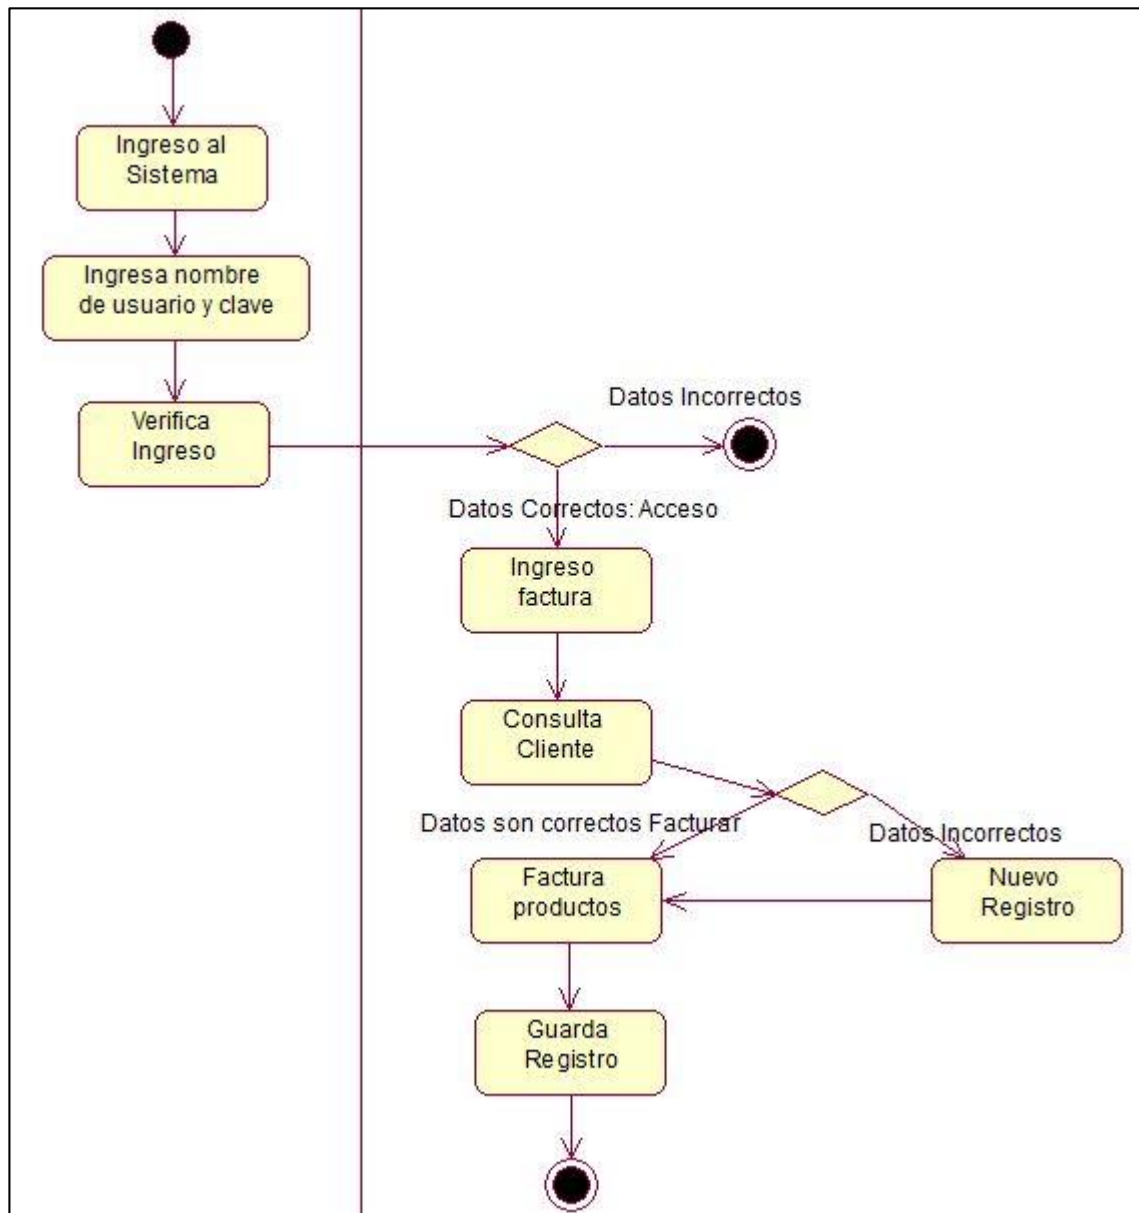 Ingreso al
Sistema
Ingresa nombre
de usuario y clave
Verifica
Ingreso
Datos Incorrectos
Datos Correctos: Acceso
Ingreso
factura
Consulta
Cliente
Datos son correctos Facturar
Datos Incorrectos
Factura
productos
Nuevo
Registro
Guarda
Registro